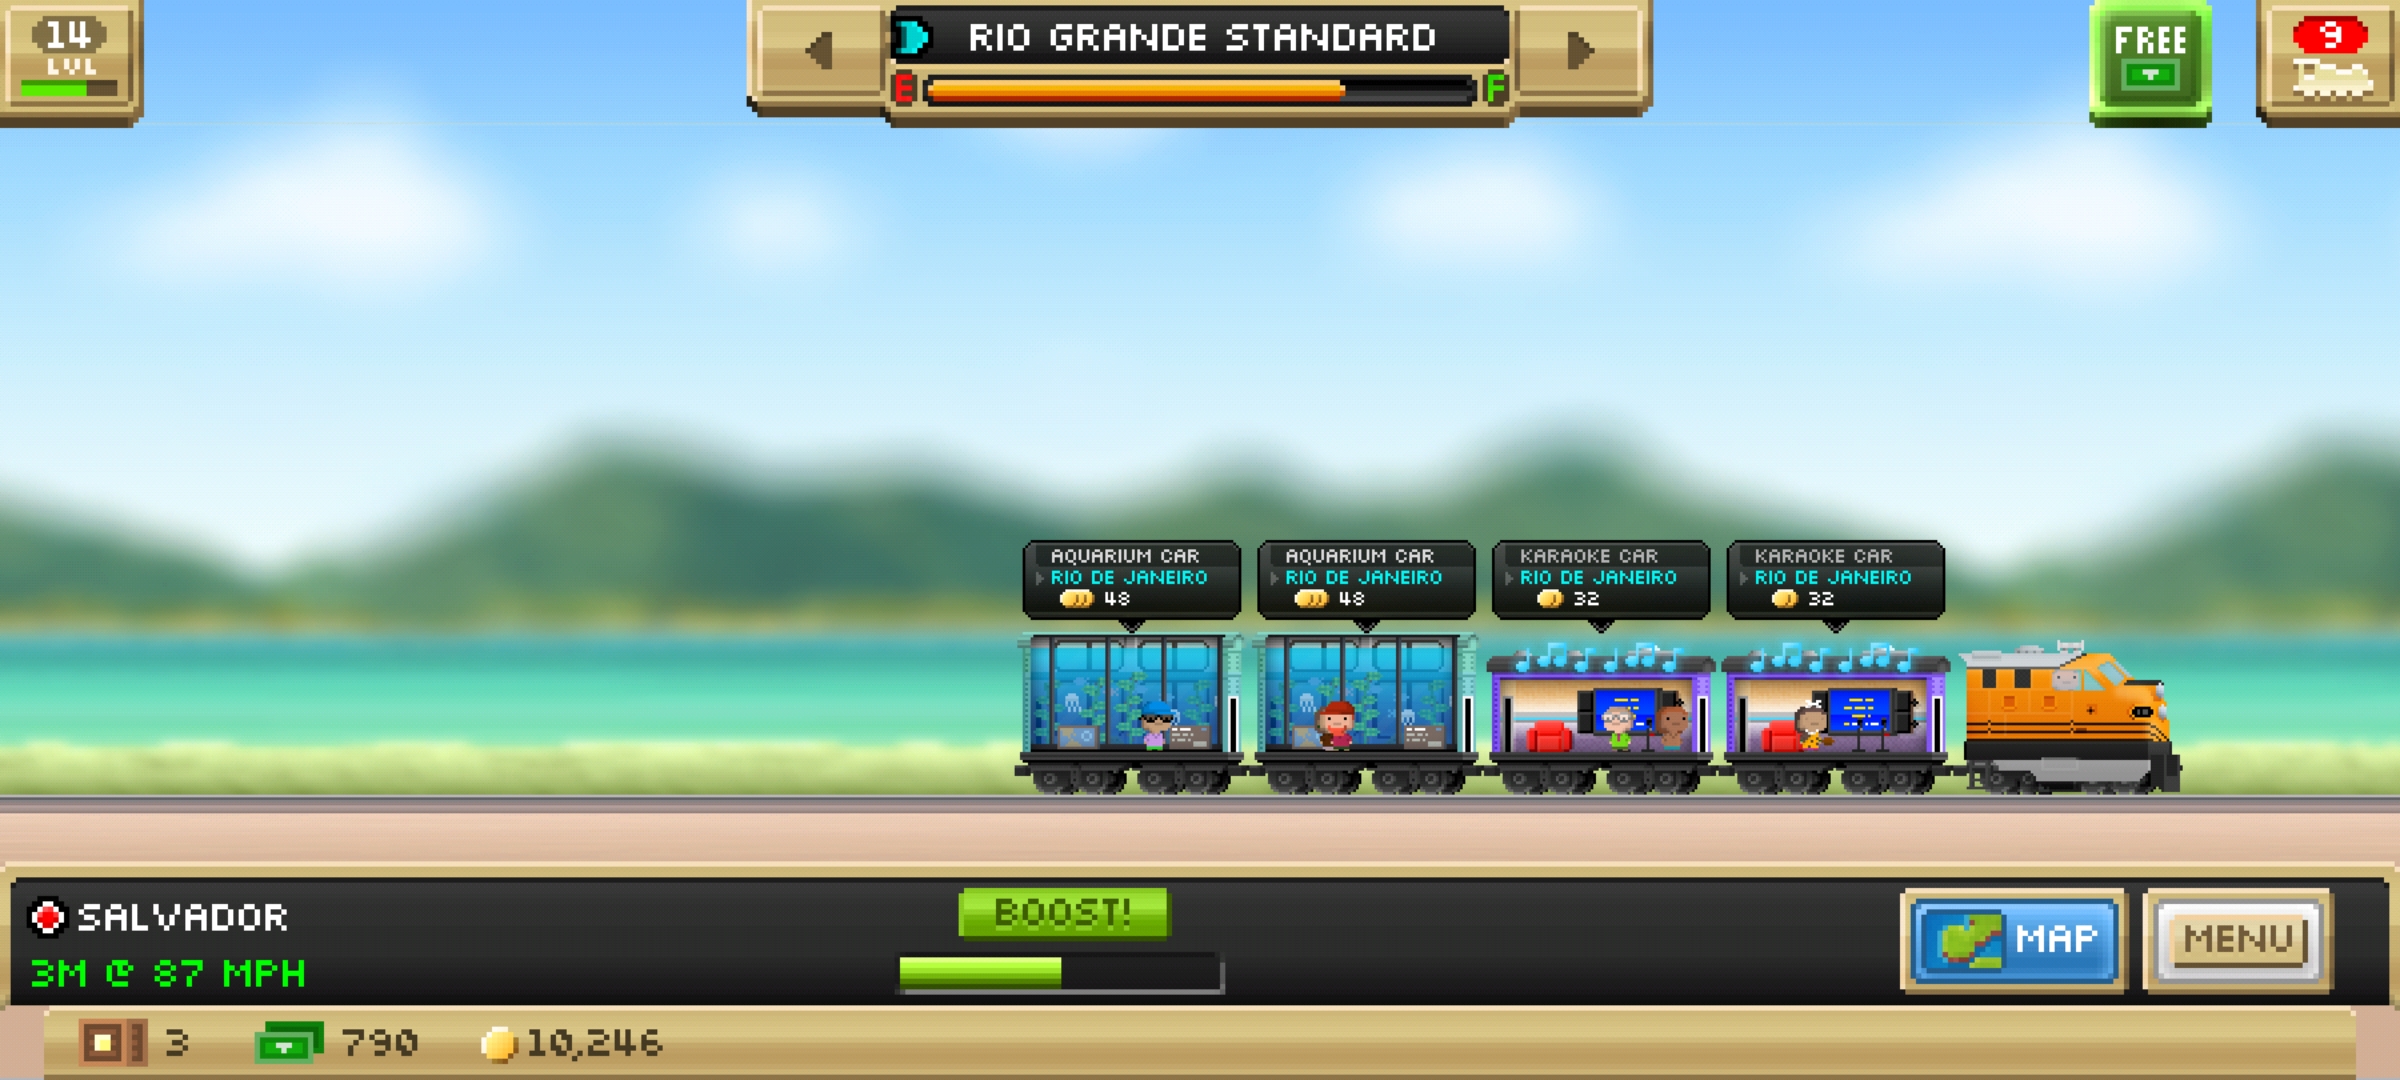 14
LVL
RIO GRANDE STANDARD
E F
FREE
9
AQUARIUM CAR
RIO DE JANEIRO
48
AQUARIUM CAR
RIO DE JANEIRO
48
KARAOKE CAR
RIO DE JANEIRO
32
KARAOKE CAR
RIO DE JANEIRO
32
SALVADOR
3M @ 87 MPH
BOOST!
MAP
MENU
3
790
10,246